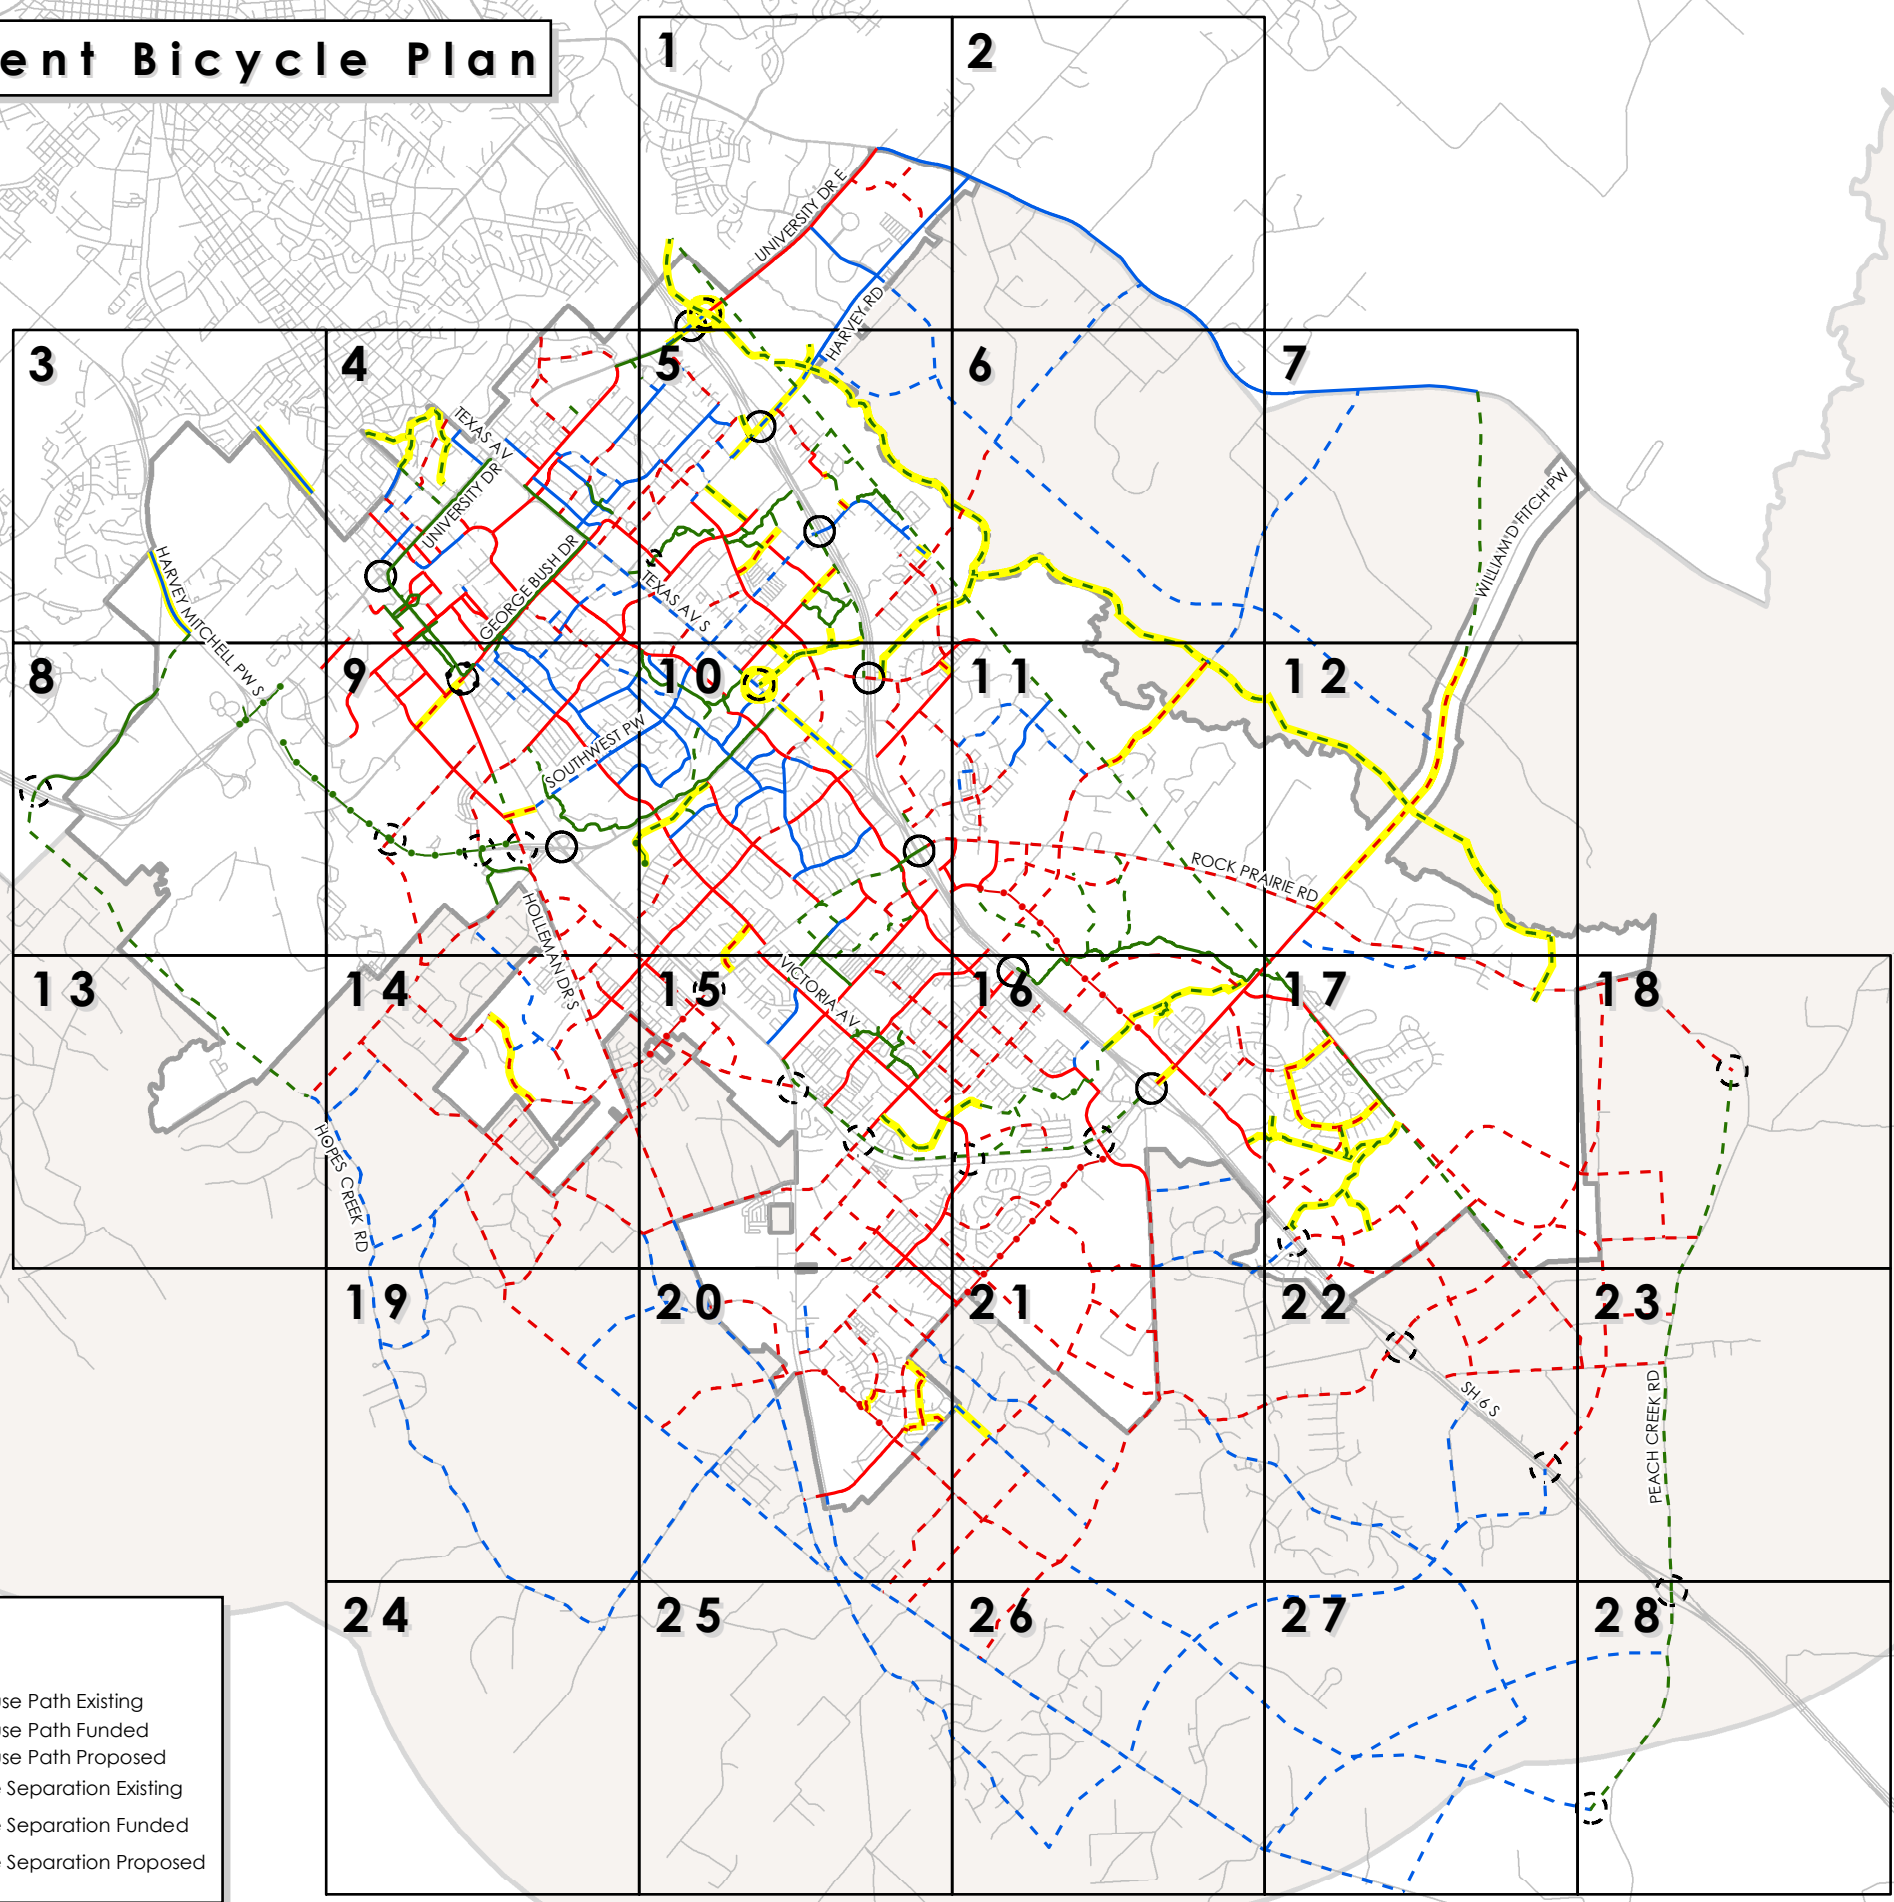 ent Bicycle Plan
1
2
UNIVERSITY DR E
HARVEY RD
3
4
5
6
7
TEXAS AV
UNIVERSITY DR
GEORGE BUSH DR
TEXAS AV S
HARVEY MITCHELL PW S
WILLIAM D FITCH PW
8
9
10
11
12
SOUTHWEST PW
ROCK PRAIRIE RD
HOLLEMAN DR S
VICTORIA AV
13
14
15
16
17
18
HOPES CREEK RD
19
20
21
22
23
SH 6 S
PEACH CREEK RD
24
25
26
27
28
use Path Existing
use Path Funded
use Path Proposed
e Separation Existing
e Separation Funded
e Separation Proposed